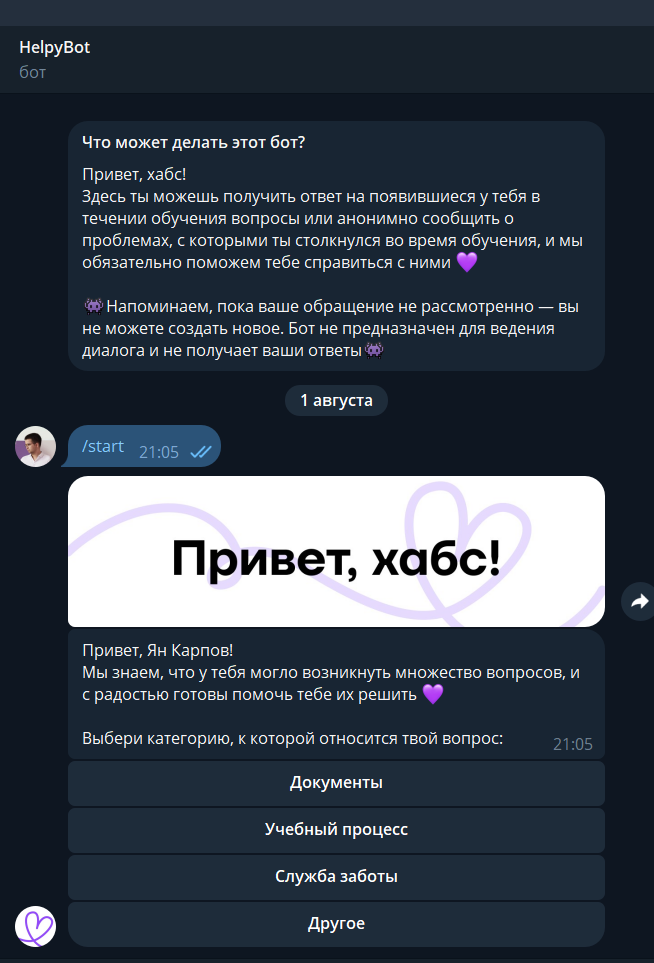 HelpyBot
бот
Что может делать этот бот?
Привет, хабс!
Здесь ты можешь получить ответ на появившиеся у тебя в
течении обучения вопросы или анонимно сообщить о
проблемах, с которыми ты столкнулся во время обучения, и мы
обязательно поможем тебе справиться с ними 💜
👾Напоминаем, пока ваше обращение не рассмотренно — вы
не можете создать новое. Бот не предназначен для ведения
диалога и не получает ваши ответы👾
1 августа
/start 21:05
Привет, хабс!
Привет, Ян Карпов!
Мы знаем, что у тебя могло возникнуть множество вопросов, и
с радостью готовы помочь тебе их решить 💜
Выбери категорию, к которой относится твой вопрос:
21:05
Документы
Учебный процесс
Служба заботы
Другое